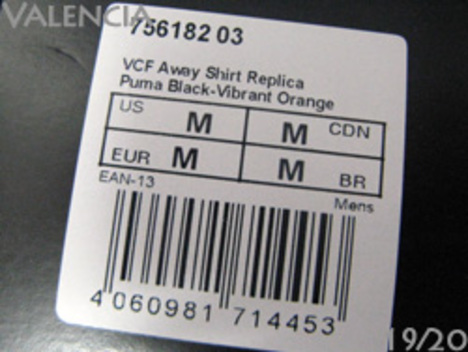 VALENCIA
756182 03
VCF Away Shirt Replica
Puma Black-Vibrant Orange
US M M CDN
EUR M M BR
EAN-13 Mens
4 060981 714453
19/20